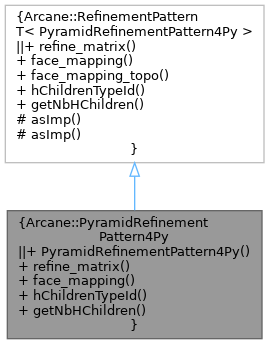 {Arcane::RefinementPattern
T< PyramidRefinementPattern4Py >
||+ refine_matrix()
+ face_mapping()
+ face_mapping_topo()
+ hChildrenTypeId()
+ getNbHChildren()
# asImp()
# asImp()
}
{Arcane::PyramidRefinement
Pattern4Py
||+ PyramidRefinementPattern4Py()
+ refine_matrix()
+ face_mapping()
+ hChildrenTypeId()
+ getNbHChildren()
}